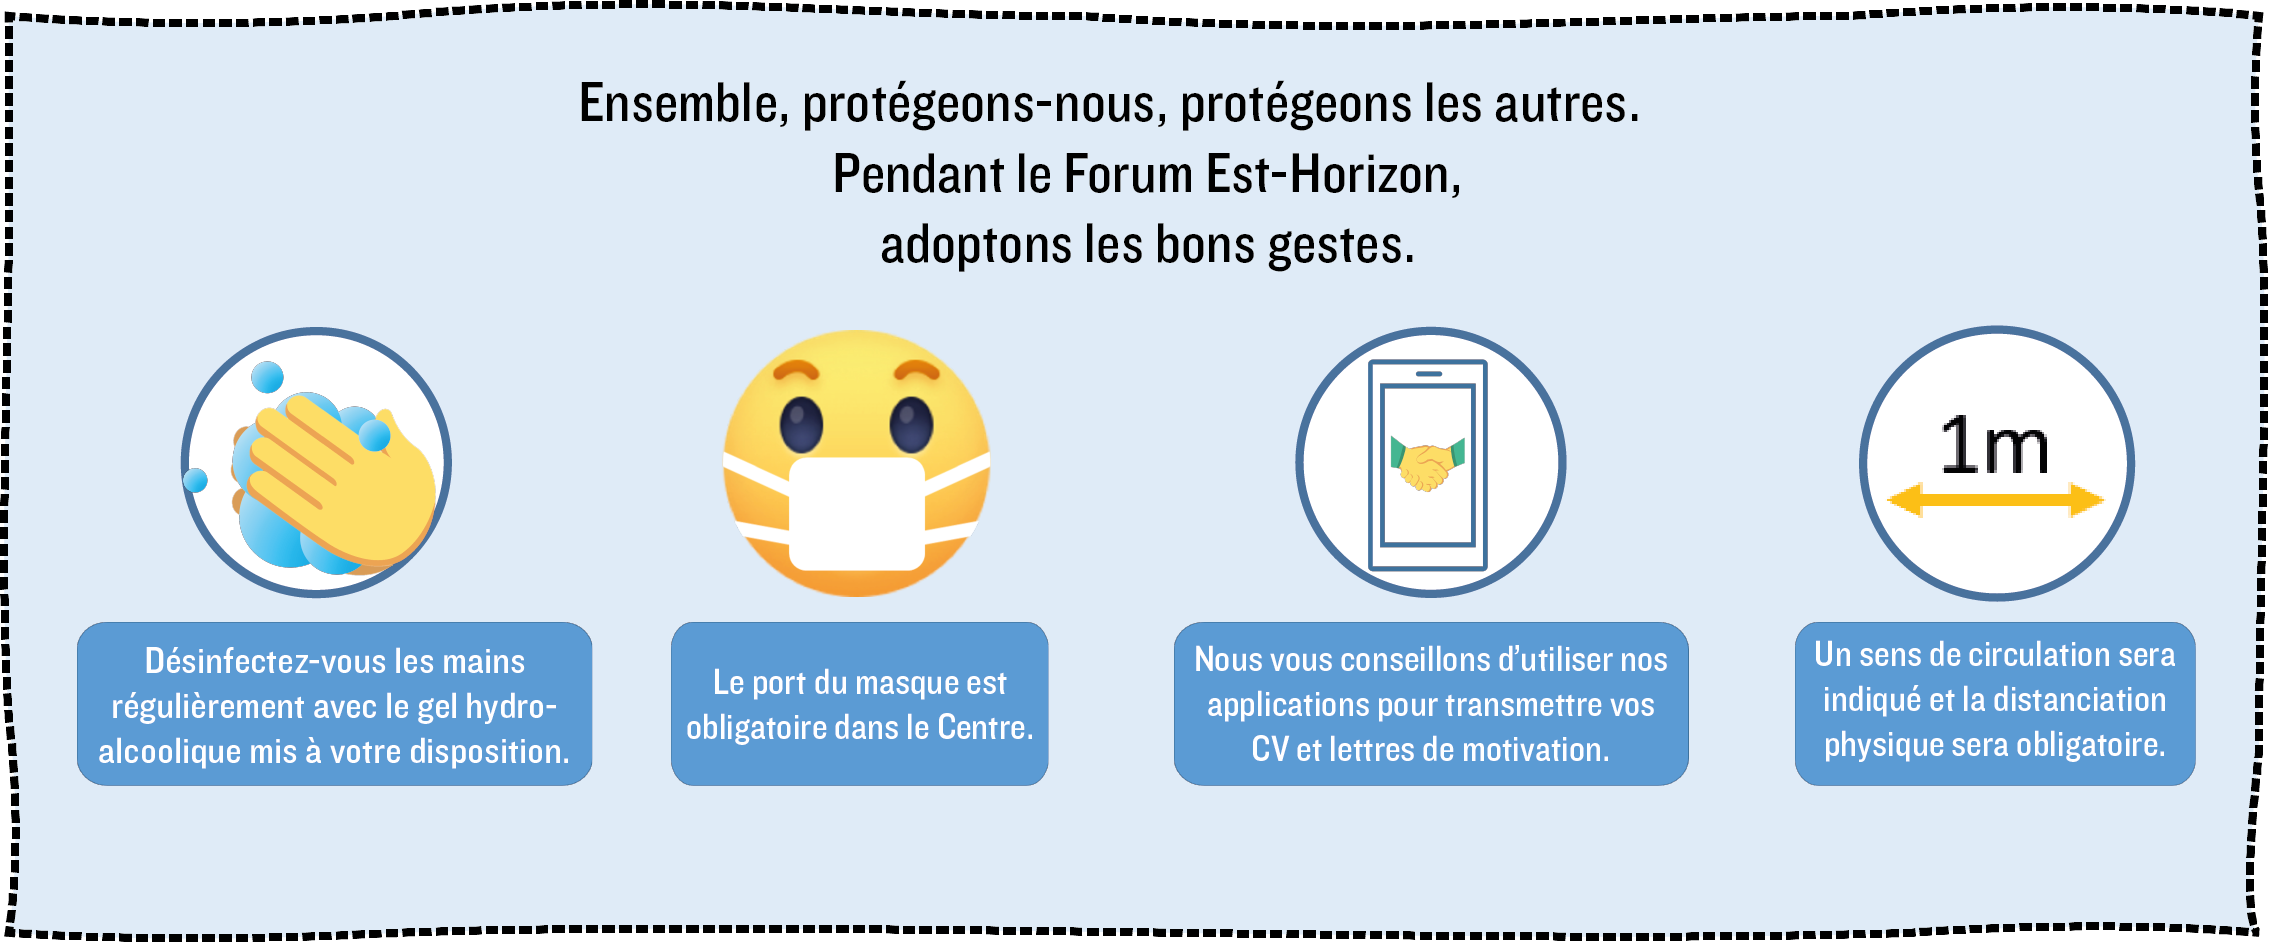 Ensemble, protégeons-nous, protégeons les autres.
Pendant le Forum Est-Horizon,
adoptons les bons gestes.
Désinfectez-vous les mains
régulièrement avec le gel hydro-
alcoolique mis à votre disposition.
Le port du masque est
obligatoire dans le Centre.
Nous vous conseillons d’utiliser nos
applications pour transmettre vos
CV et lettres de motivation.
1m
Un sens de circulation sera
indiqué et la distanciation
physique sera obligatoire.